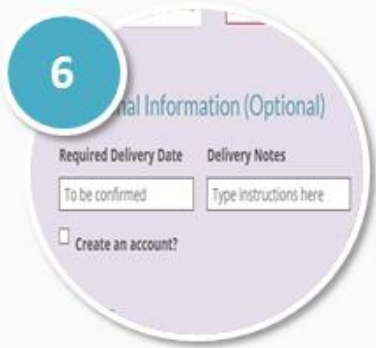 6
nal Information (Optional)
Required Delivery Date Delivery Notes
To be confirmed Type instructions here
Create an account?